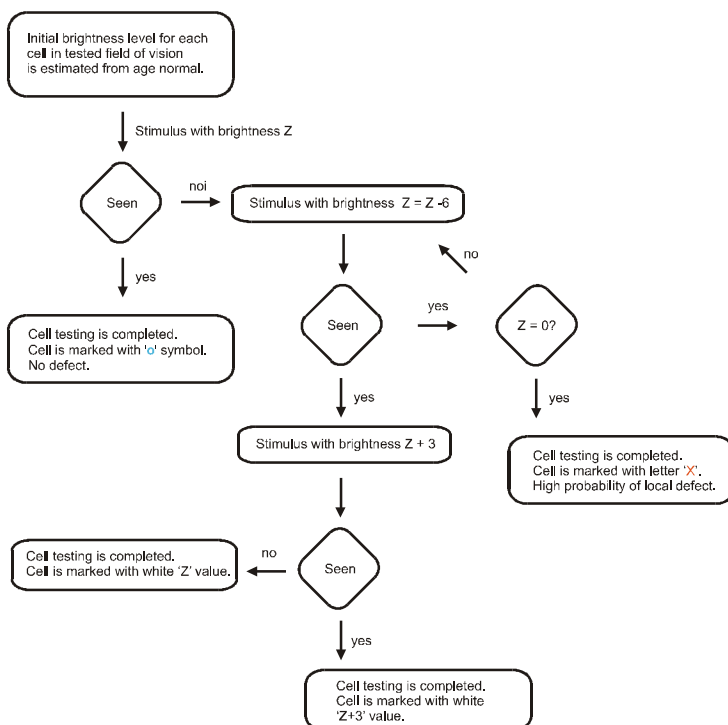 Initial brightness level for each
cell in tested field of vision
is estimated from age normal.
Stimulus with brightness Z
Seen
noi
Stimulus with brightness Z = Z -6
yes
no
Cell testing is completed.
Cell is marked with 'o' symbol.
No defect.
Seen
yes
Z = 0?
yes
yes
Stimulus with brightness Z + 3
Cell testing is completed.
Cell is marked with letter 'X'.
High probability of local defect.
Cell testing is completed.
Cell is marked with white 'Z' value.
no
Seen
yes
Cell testing is completed.
Cell is marked with white
'Z+3' value.